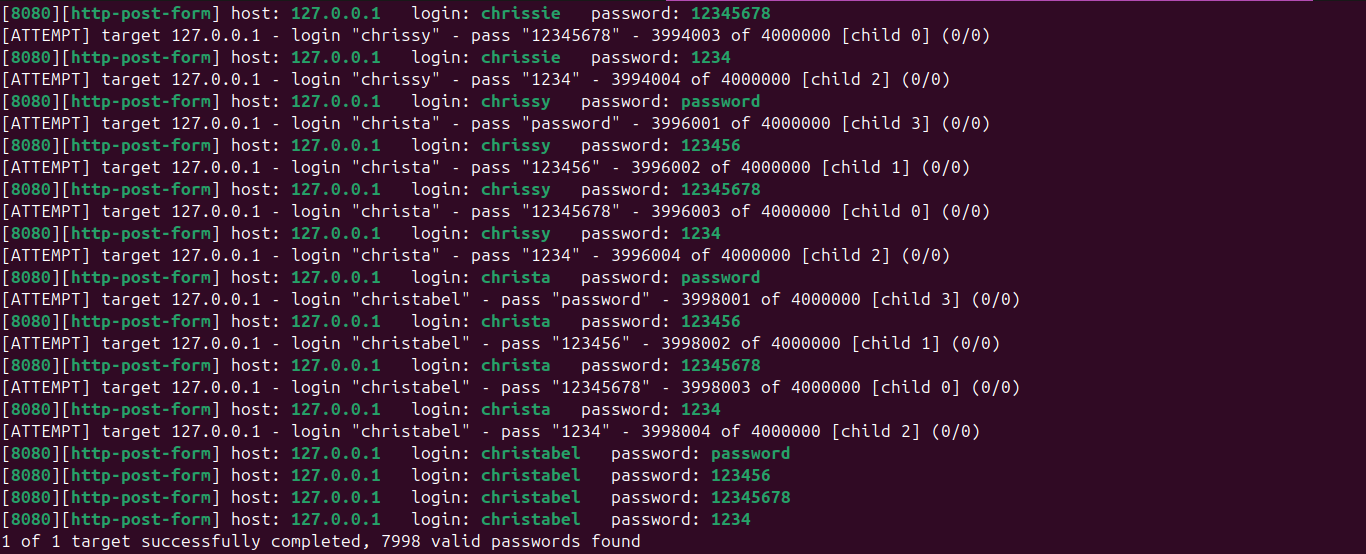 [8080][http-post-form] host: 127.0.0.1   login: chrissie   password: 12345678
[ATTEMPT] target 127.0.0.1 - login "chrissy" - pass "12345678" - 3994003 of 4000000 [child 0] (0/0)
[8080][http-post-form] host: 127.0.0.1   login: chrissie   password: 1234
[ATTEMPT] target 127.0.0.1 - login "chrissy" - pass "1234" - 3994004 of 4000000 [child 2] (0/0)
[8080][http-post-form] host: 127.0.0.1   login: chrissy   password: password
[ATTEMPT] target 127.0.0.1 - login "christa" - pass "password" - 3996001 of 4000000 [child 3] (0/0)
[8080][http-post-form] host: 127.0.0.1   login: chrissy   password: 123456
[ATTEMPT] target 127.0.0.1 - login "christa" - pass "123456" - 3996002 of 4000000 [child 1] (0/0)
[8080][http-post-form] host: 127.0.0.1   login: chrissy   password: 12345678
[ATTEMPT] target 127.0.0.1 - login "christa" - pass "12345678" - 3996003 of 4000000 [child 0] (0/0)
[8080][http-post-form] host: 127.0.0.1   login: chrissy   password: 1234
[ATTEMPT] target 127.0.0.1 - login "christa" - pass "1234" - 3996004 of 4000000 [child 2] (0/0)
[8080][http-post-form] host: 127.0.0.1   login: christa   password: password
[ATTEMPT] target 127.0.0.1 - login "christabel" - pass "password" - 3998001 of 4000000 [child 3] (0/0)
[8080][http-post-form] host: 127.0.0.1   login: christa   password: 123456
[ATTEMPT] target 127.0.0.1 - login "christabel" - pass "123456" - 3998002 of 4000000 [child 1] (0/0)
[8080][http-post-form] host: 127.0.0.1   login: christa   password: 12345678
[ATTEMPT] target 127.0.0.1 - login "christabel" - pass "12345678" - 3998003 of 4000000 [child 0] (0/0)
[8080][http-post-form] host: 127.0.0.1   login: christa   password: 1234
[ATTEMPT] target 127.0.0.1 - login "christabel" - pass "1234" - 3998004 of 4000000 [child 2] (0/0)
[8080][http-post-form] host: 127.0.0.1   login: christabel   password: password
[8080][http-post-form] host: 127.0.0.1   login: christabel   password: 123456
[8080][http-post-form] host: 127.0.0.1   login: christabel   password: 12345678
[8080][http-post-form] host: 127.0.0.1   login: christabel   password: 1234
1 of 1 target successfully completed, 7998 valid passwords found